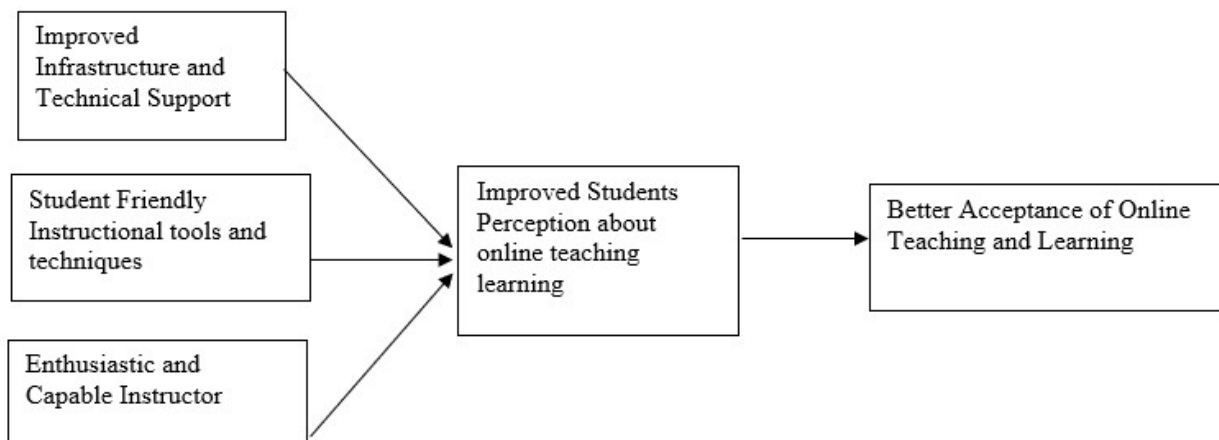 Improved
Infrastructure and
Technical Support
Student Friendly
Instructional tools and
techniques
Enthusiastic and
Capable Instructor
Improved Students
Perception about
online teaching
learning
Better Acceptance of Online
Teaching and Learning